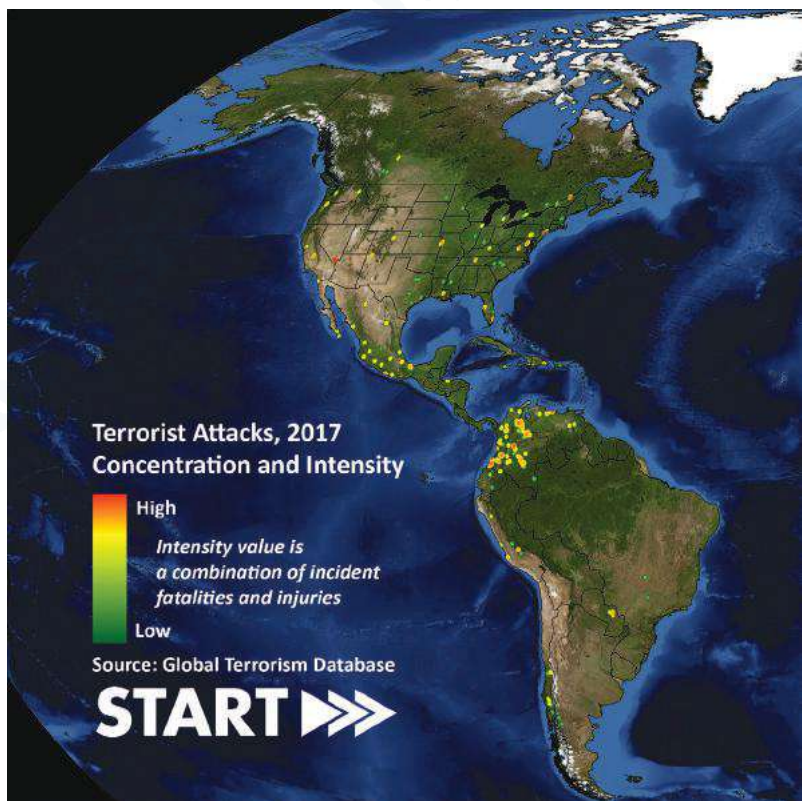 Terrorist Attacks, 2017
Concentration and Intensity
High
Intensity value is
a combination of incident
fatalities and injuries
Low
Source: Global Terrorism Database
START